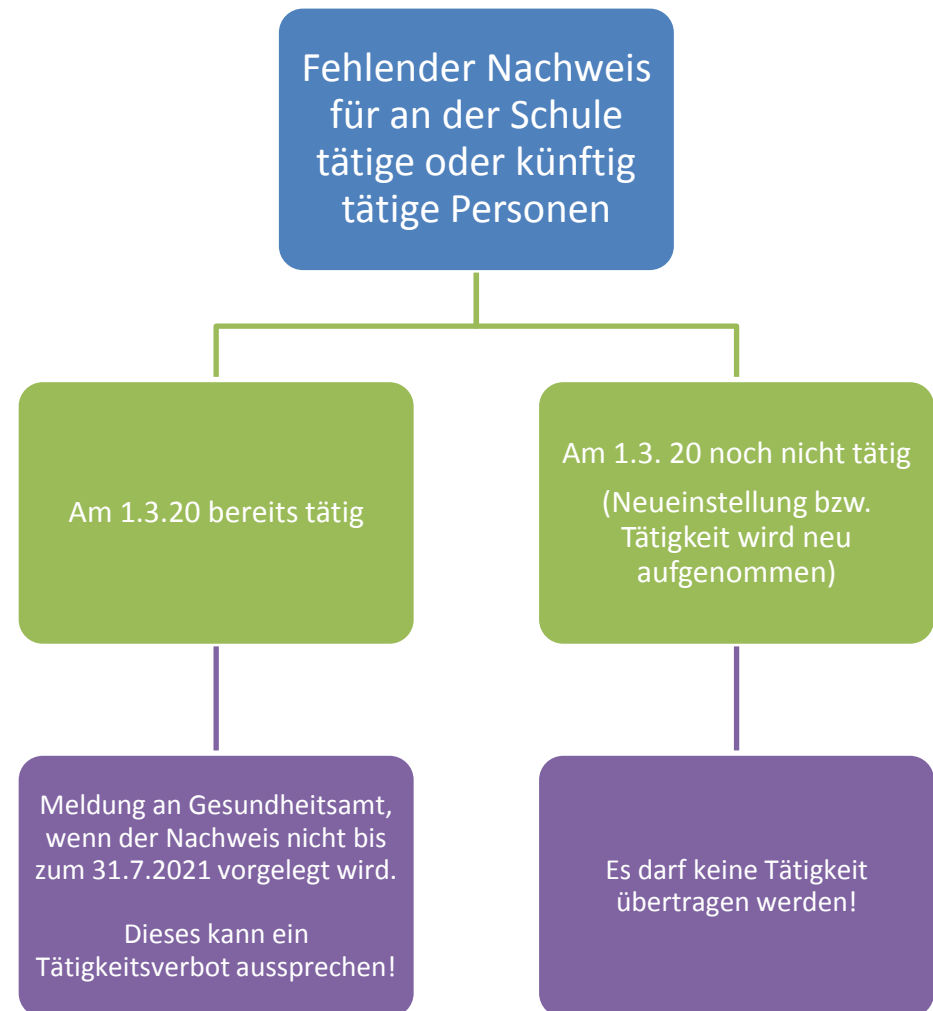 Fehlender Nachweis
für an der Schule
tätige oder künftig
tätige Personen
Am 1.3.20 bereits tätig
Am 1.3. 20 noch nicht tätig
(Neueinstellung bzw.
Tätigkeit wird neu
aufgenommen)
Meldung an Gesundheitsamt,
wenn der Nachweis nicht bis
zum 31.7.2021 vorgelegt wird.
Dieses kann ein
Tätigkeitsverbot aussprechen!
Es darf keine Tätigkeit
übertragen werden!